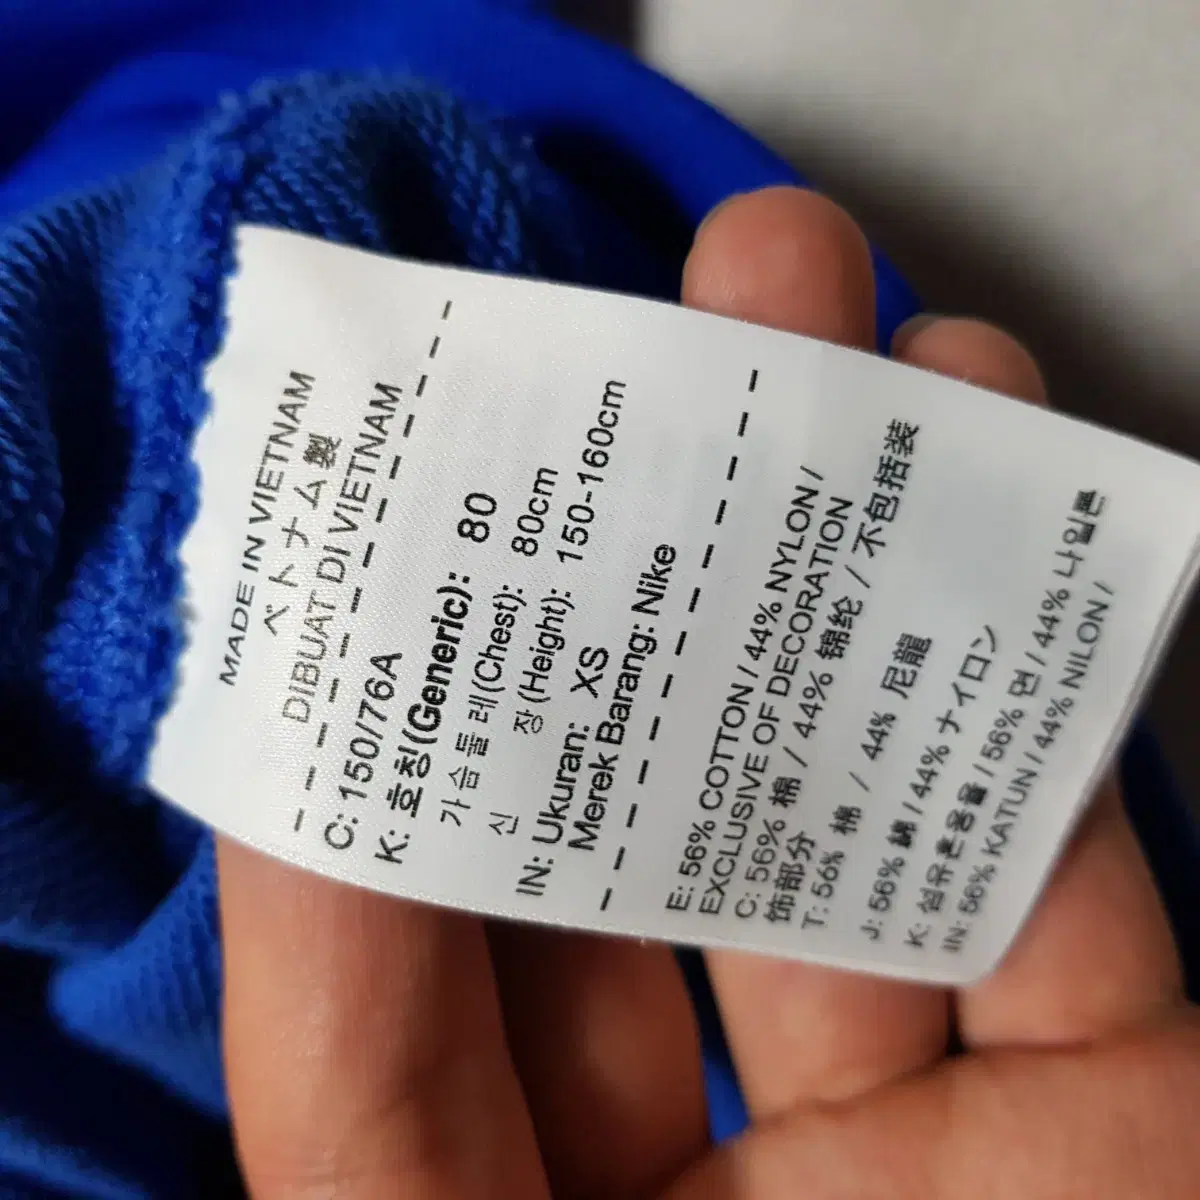 MADE IN VIETNAM
ベトナム製
DIBUAT DI VIETNAM
C: 150/76A
K: 호칭(Generic): 80
가슴둘레(Chest): 80cm
신 장(Height): 150-160cm
IN: Ukuran: XS
Merek Barang: Nike
E: 56% COTTON / 44% NYLON /
EXCLUSIVE OF DECORATION
C: 56% 棉 / 44% 锦纶 / 不包括装
饰部分
T: 56% 棉 / 44% 尼龍
J: 56% 綿 / 44% ナイロン
K: 섬유혼용율 / 56% 면 / 44% 나일론
IN: 56% KATUN / 44% NILON /